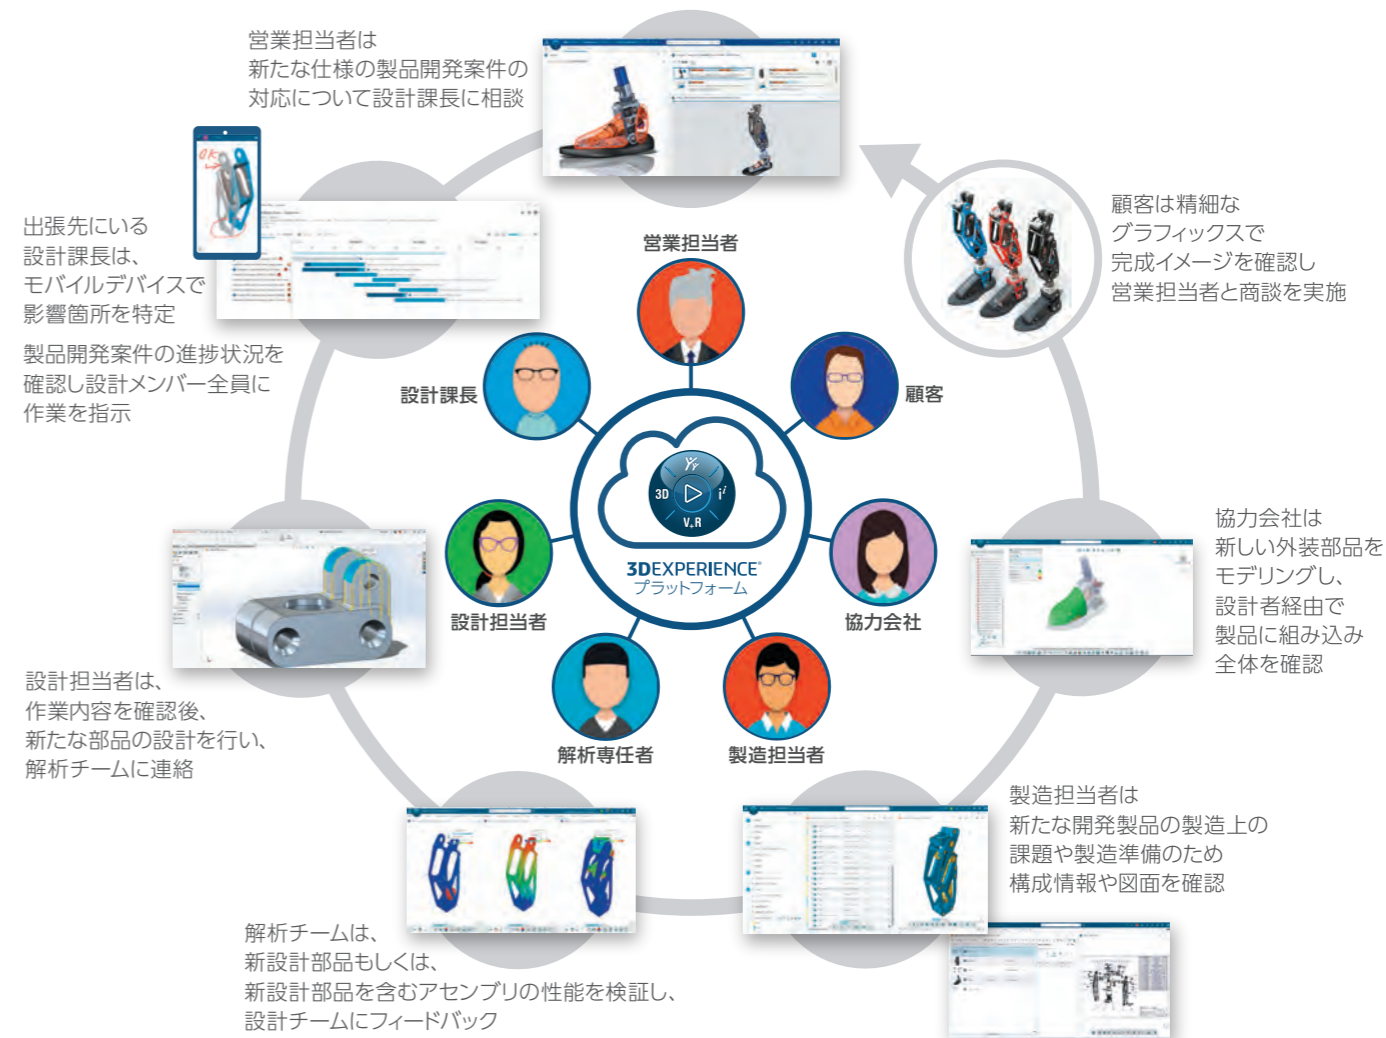 営業担当者は
新たな仕様の製品開発案件の
対応について設計課長に相談
OK
出張先にいる
設計課長は、
モバイルデバイスで
影響箇所を特定
製品開発案件の進捗状況を
確認し設計メンバー全員に
作業を指示
顧客は精細な
グラフィックスで
完成イメージを確認し
営業担当者と商談を実施
営業担当者
設計課長
顧客
3D
V+R
3DEXPERIENCE®
プラットフォーム
設計担当者
協力会社
解析専任者
製造担当者
協力会社は
新しい外装部品を
モデリングし、
設計者経由で
製品に組み込み
全体を確認
設計担当者は、
作業内容を確認後、
新たな部品の設計を行い、
解析チームに連絡
製造担当者は
新たな開発製品の製造上の
課題や製造準備のため
構成情報や図面を確認
解析チームは、
新設計部品もしくは、
新設計部品を含むアセンブリの性能を検証し、
設計チームにフィードバック